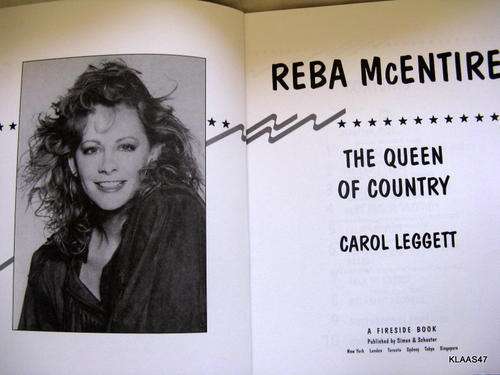 REBA McENTIRE
THE QUEEN
OF COUNTRY
CAROL LEGGETT
A FIRESIDE BOOK
Published by Simon & Schuster
New York London Toronto Sydney Tokyo Singapore
KLAAS47